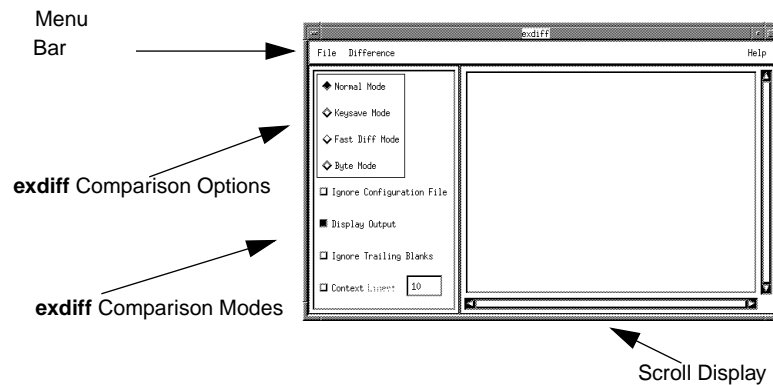 Menu
Bar
exdiff
File Difference Help
Normal Mode
Keysave Mode
Fast Diff Mode
Byte Mode
exdiff Comparison Options
Ignore Configuration File
Display Output
Ignore Trailing Blanks
Context 10
exdiff Comparison Modes
Scroll Display